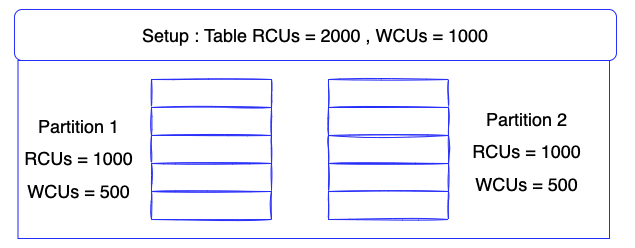 Setup : Table RCUs = 2000 , WCUs = 1000
Partition 1
RCUs = 1000
WCUs = 500
Partition 2
RCUs = 1000
WCUs = 500